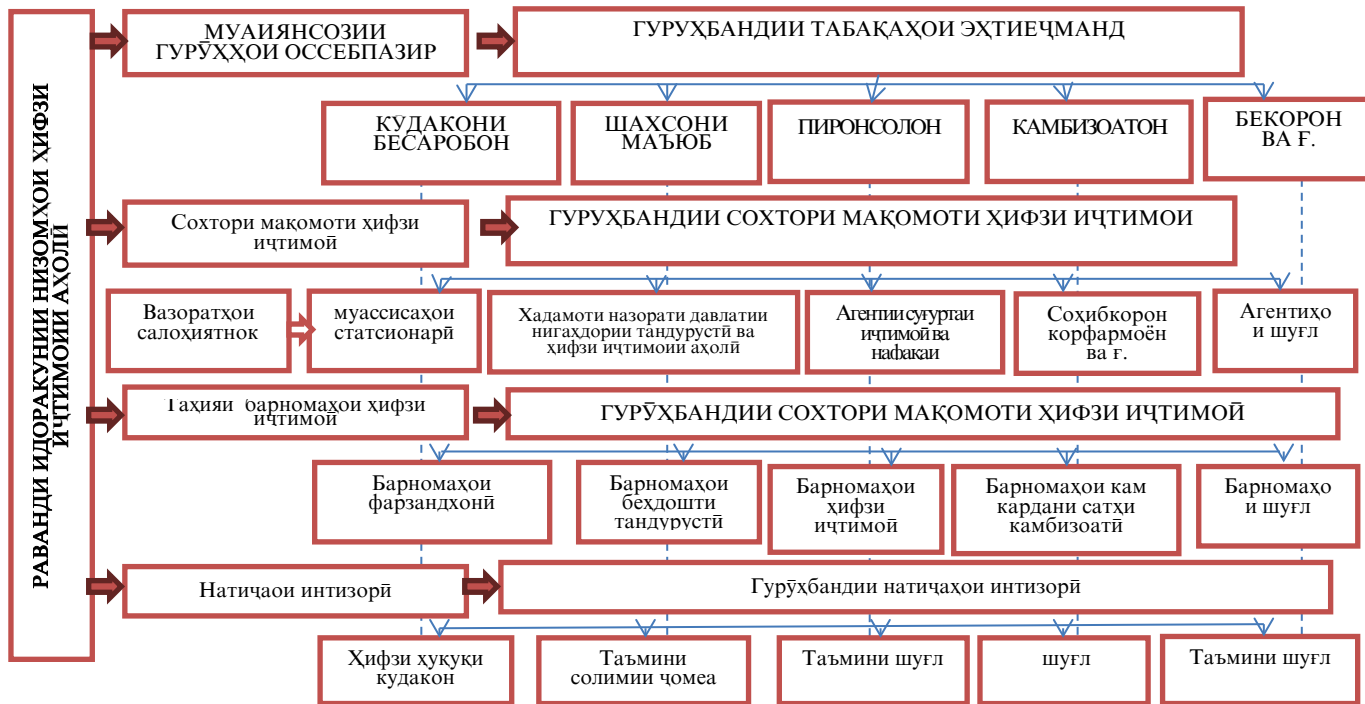 РАВАНДИ ИДОРАКУНИИ НИЗОМҲОИ ҲИФЗИ
ИҶТИМОИИ АҲОЛӢ
МУАИЯНСОЗИИ
ГУРӮҲҲОИ ОССЕБПАЗИР
ГУРУҲБАНДИИ ТАБАҚАҲОИ ЭҲТИЕҶМАНД
КӮДАКОНИ
БЕСАРОБОН
ШАХСОНИ
МАЪЮБ
ПИРОНСОЛОН
КАМБИЗОАТОН
БЕКОРОН
ВА Ғ.
Сохтори мақомоти ҳифзи
иҷтимоӣ
ГУРУҲБАНДИИ СОХТОРИ МАҚОМОТИ ҲИФЗИ ИҶТИМОИ
Вазоратҳои
салоҳиятнок
муассисаҳои
статсионарӣ
Хадамоти назорати давлатии
нигаҳдории тандурустӣ ва
ҳифзи иҷтимоии аҳолӣ
Агентии суғуртаи
иҷтимоӣ ва
нафақаи
Соҳибкорон
корфармоён
ва ғ.
Агентиҳо
и шуғл
Таҳияи барномаҳои ҳифзи
иҷтимоӣ
ГУРӮҲБАНДИИ СОХТОРИ МАҚОМОТИ ҲИФЗИ ИҶТИМОӢ
Барномаҳои
фарзандхонӣ
Барномаҳои
беҳдошти
тандурустӣ
Барномаҳои
ҳифзи
иҷтимоӣ
Барномаҳои кам
кардани сатҳи
камбизоатӣ
Барномаҳо
и шуғл
Натиҷаои интизорӣ
Гурӯҳбандии натиҷаҳои интизорӣ
Ҳифзи ҳуқуқи
кудакон
Таъмини
солимии ҷомеа
Таъмини шуғл
шуғл
Таъмини шуғл